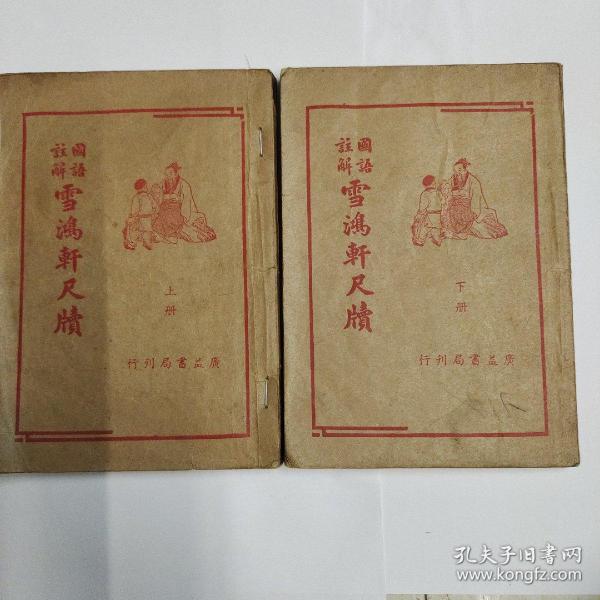 國語
註解
雪鴻軒尺牘
上册
廣益書局刊行
國語
註解
雪鴻軒尺牘
下册
廣益書局刊行
孔夫子旧书网
www.kongfz.com